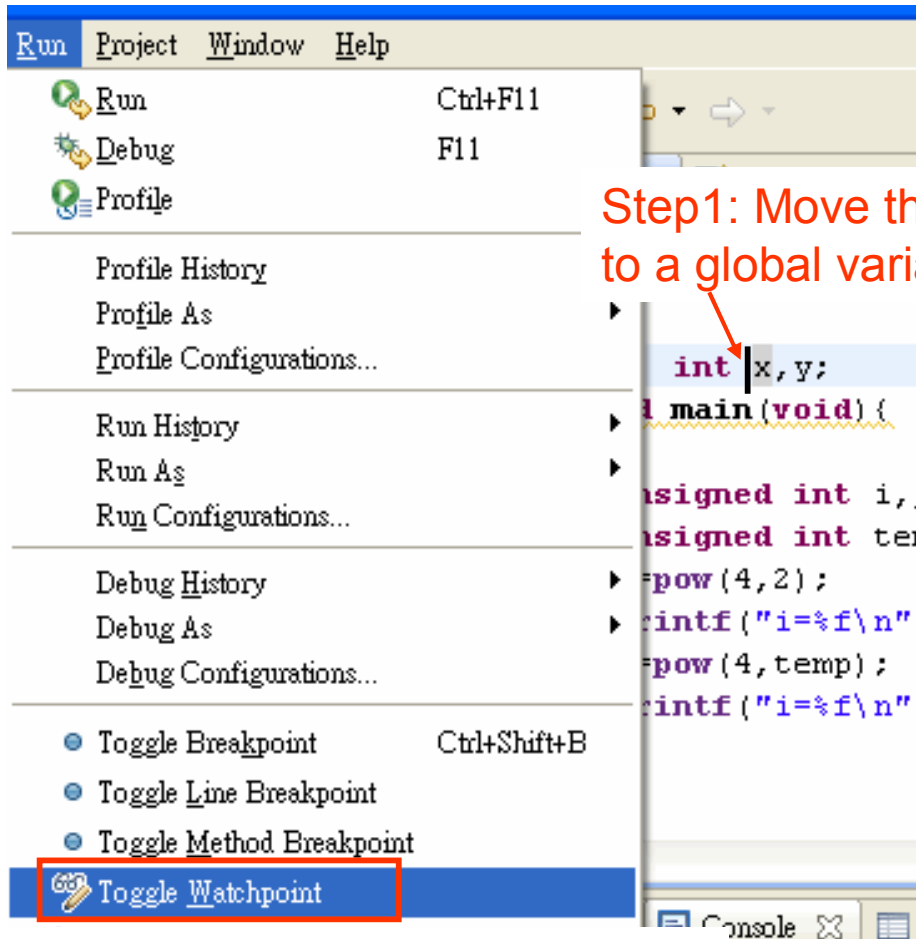 Run Project Window Help
Run Ctrl+F11
Debug F11
Profile
Profile History
Profile As
Profile Configurations...
Run History
Run As
Run Configurations...
Debug History
Debug As
Debug Configurations...
Toggle Breakpoint Ctrl+Shift+B
Toggle Line Breakpoint
Toggle Method Breakpoint
Toggle Watchpoint
Step1: Move th
to a global vari
int x,y;
main(void){
nsigned int i,
nsigned int te
=pow(4,2);
rintf("i=%f\n"
=pow(4,temp);
rintf("i=%f\n"
Console